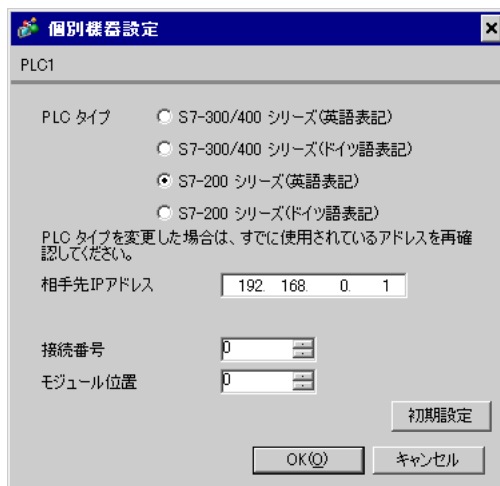 個別機器設定
PLC1
PLC タイプ
S7-300/400 シリーズ(英語表記)
S7-300/400 シリーズ(ドイツ語表記)
S7-200 シリーズ(英語表記)
S7-200 シリーズ(ドイツ語表記)
PLC タイプを変更した場合は、すでに使用されているアドレスを再確
認してください。
相手先IPアドレス 192. 168. 0. 1
接続番号 0
モジュール位置 0
初期設定
OK(O) キャンセル